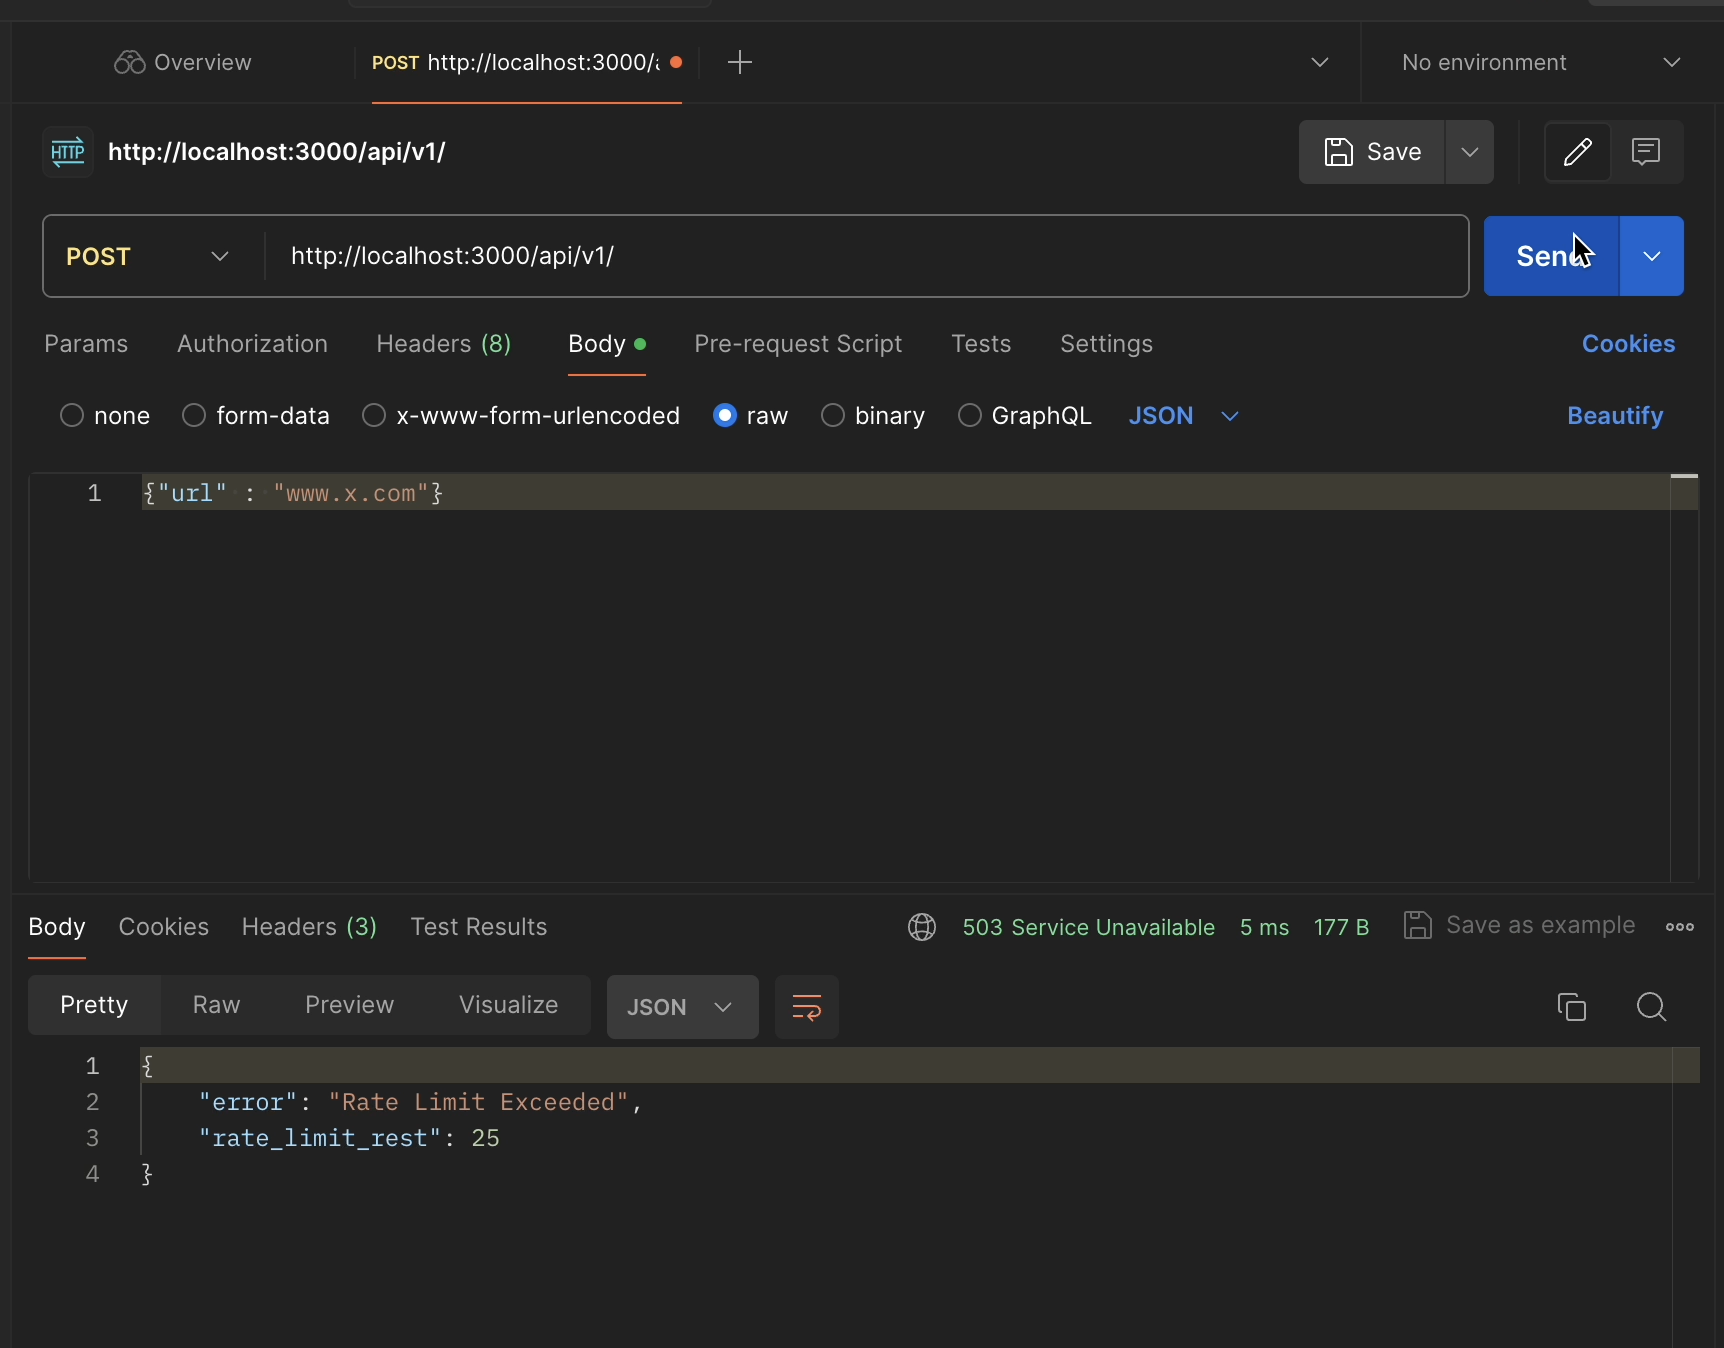 Overview
POST http://localhost:3000/
No environment
HTTP
http://localhost:3000/api/v1/
Save
POST
http://localhost:3000/api/v1/
Send
Params Authorization Headers (8) Body Pre-request Script Tests Settings Cookies
none form-data x-www-form-urlencoded raw binary GraphQL JSON Beautify
1 {"url" : "www.x.com"}
Body Cookies Headers (3) Test Results 503 Service Unavailable 5 ms 177 B Save as example
Pretty Raw Preview Visualize JSON
1 {
2 "error": "Rate Limit Exceeded",
3 "rate_limit_rest": 25
4 }